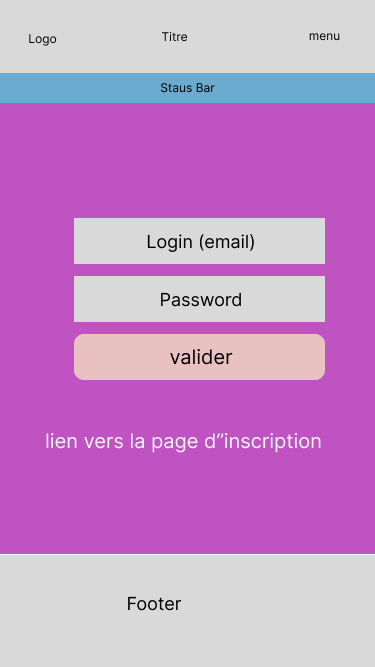 Logo
Titre
menu
Staus Bar
Login (email)
Password
valider
lien vers la page d”inscription
Footer